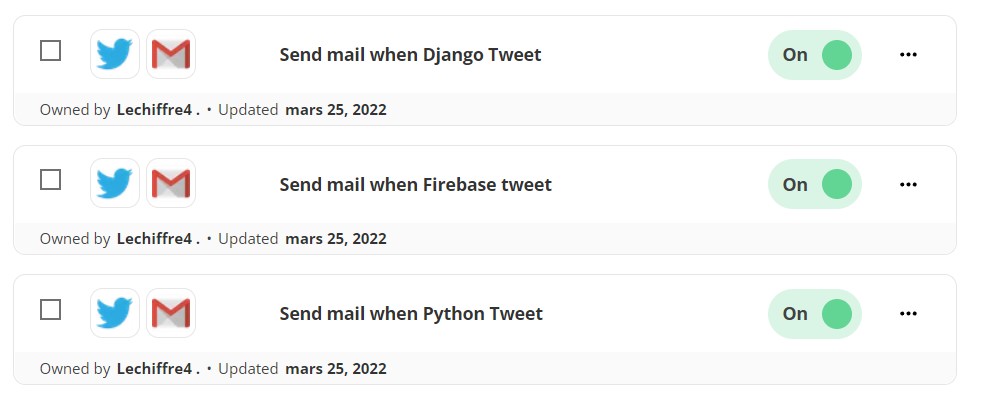 Send mail when Django Tweet On
Owned by Lechiffre4 . • Updated mars 25, 2022
Send mail when Firebase tweet On
Owned by Lechiffre4 . • Updated mars 25, 2022
Send mail when Python Tweet On
Owned by Lechiffre4 . • Updated mars 25, 2022